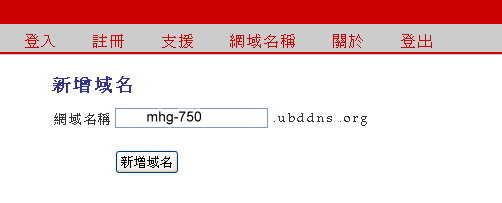 登入 註冊 支援 網域名稱 關於 登出
新增域名
網域名稱 mhg-750 .ubddns .org
新增域名